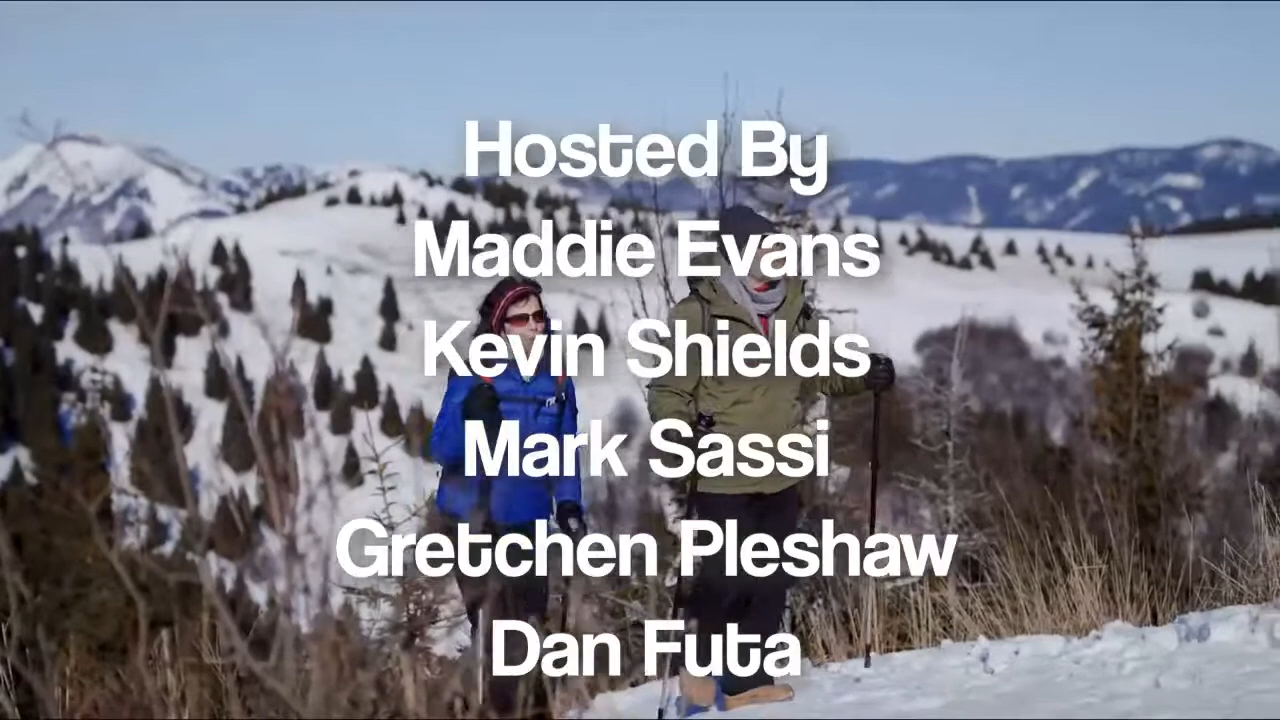 Hosted By
Maddie Evans
Kevin Shields
Mark Sassi
Gretchen Pleshaw
Dan Futa